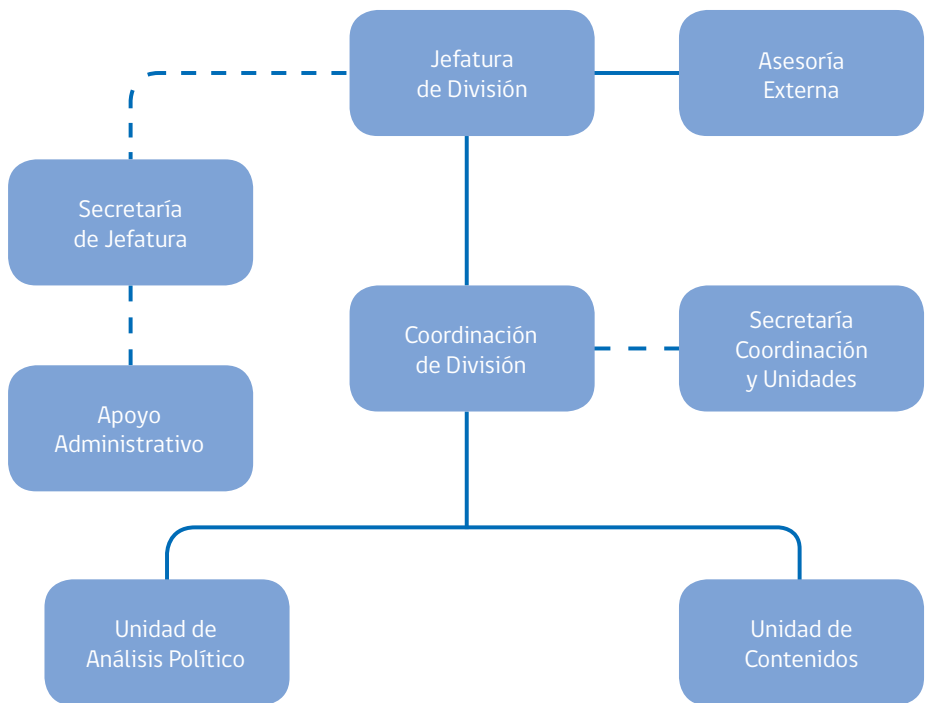 Jefatura
de División
Asesoría
Externa
Secretaría
de Jefatura
Coordinación
de División
Secretaría
Coordinación
y Unidades
Apoyo
Administrativo
Unidad de
Análisis Político
Unidad de
Contenidos